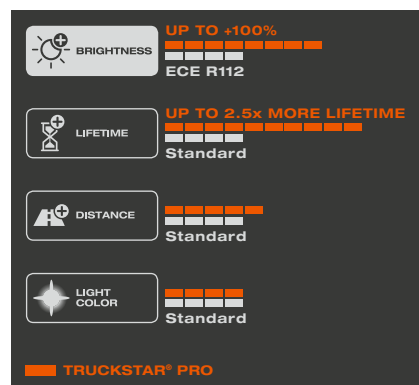 UP TO +100%
BRIGHTNESS
ECE R112
UP TO 2.5x MORE LIFETIME
LIFETIME
Standard
DISTANCE
Standard
LIGHT
COLOR
Standard
TRUCKSTAR® PRO